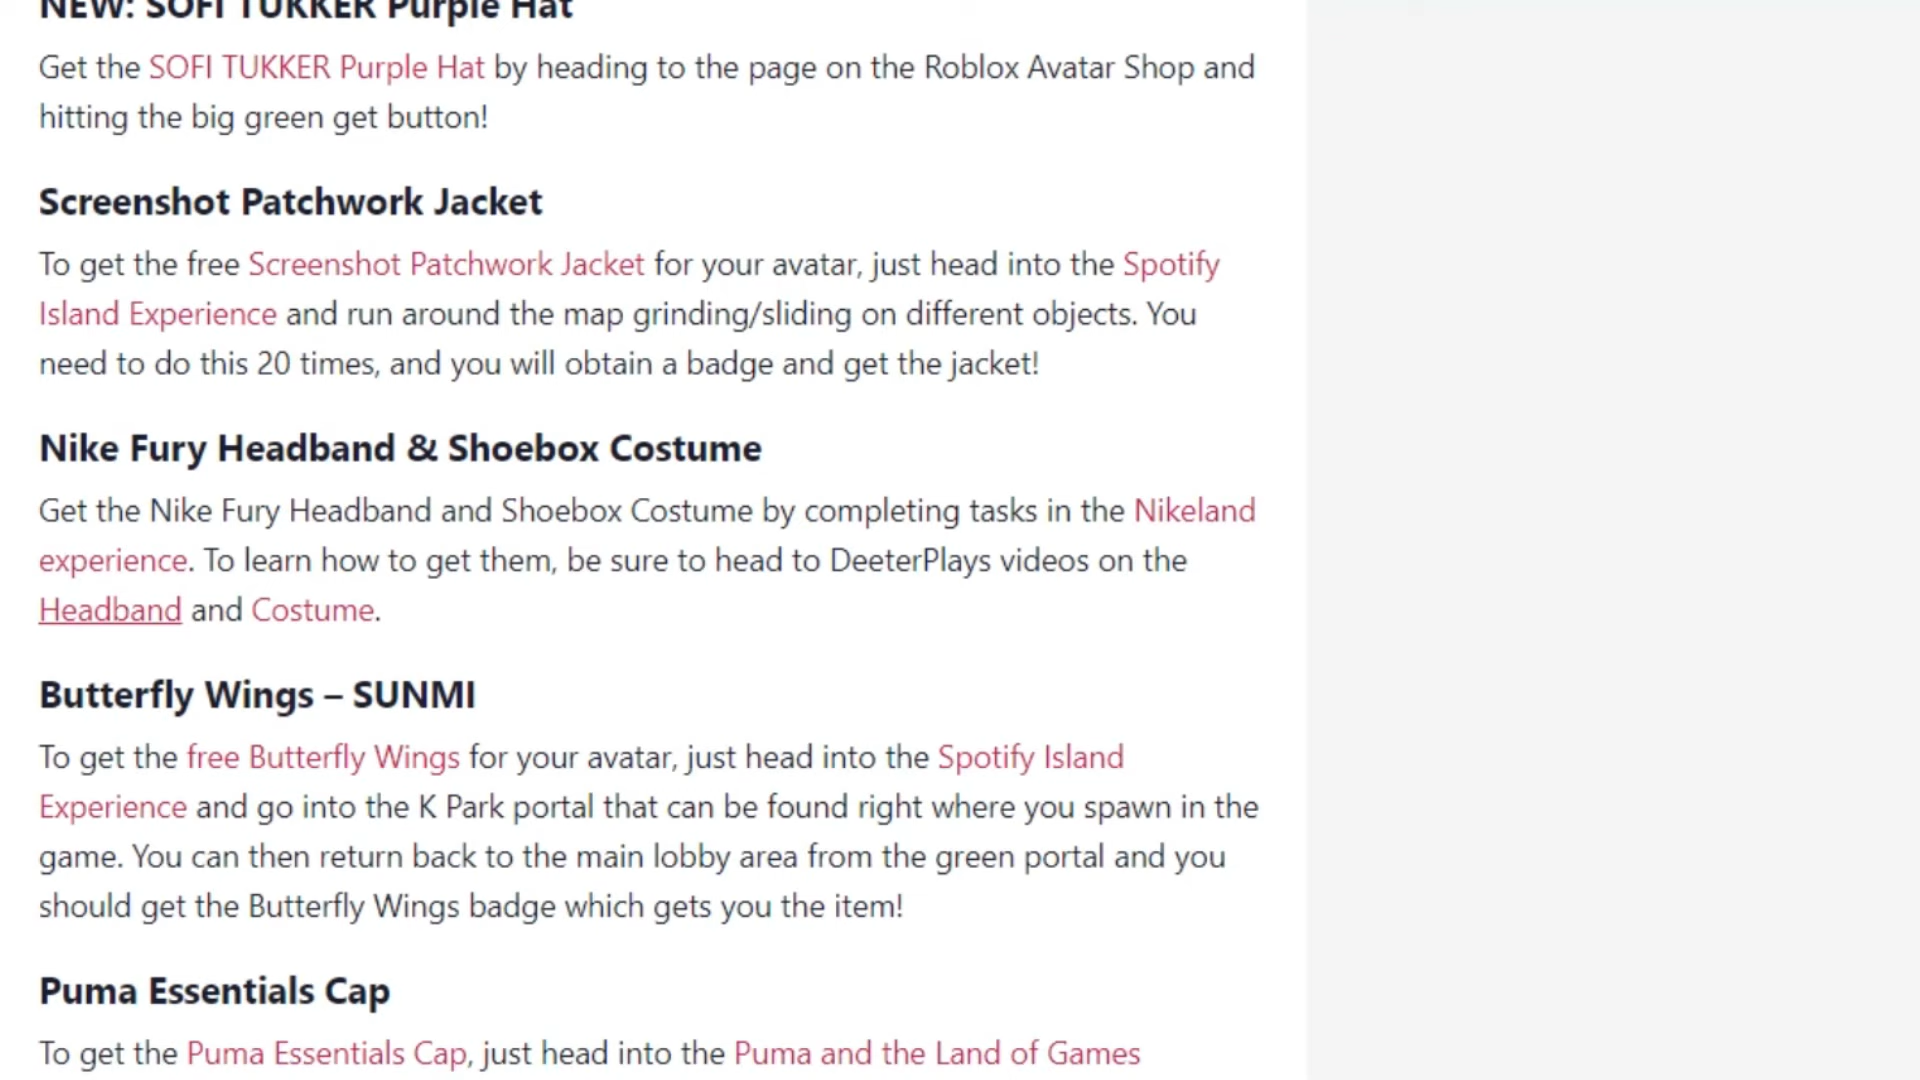 NEW: SOFI TUKKER Purple Hat
Get the SOFI TUKKER Purple Hat by heading to the page on the Roblox Avatar Shop and
hitting the big green get button!
Screenshot Patchwork Jacket
To get the free Screenshot Patchwork Jacket for your avatar, just head into the Spotify
Island Experience and run around the map grinding/sliding on different objects. You
need to do this 20 times, and you will obtain a badge and get the jacket!
Nike Fury Headband & Shoebox Costume
Get the Nike Fury Headband and Shoebox Costume by completing tasks in the Nikeland
experience. To learn how to get them, be sure to head to DeeterPlays videos on the
Headband and Costume.
Butterfly Wings – SUNMI
To get the free Butterfly Wings for your avatar, just head into the Spotify Island
Experience and go into the K Park portal that can be found right where you spawn in the
game. You can then return back to the main lobby area from the green portal and you
should get the Butterfly Wings badge which gets you the item!
Puma Essentials Cap
To get the Puma Essentials Cap, just head into the Puma and the Land of Games